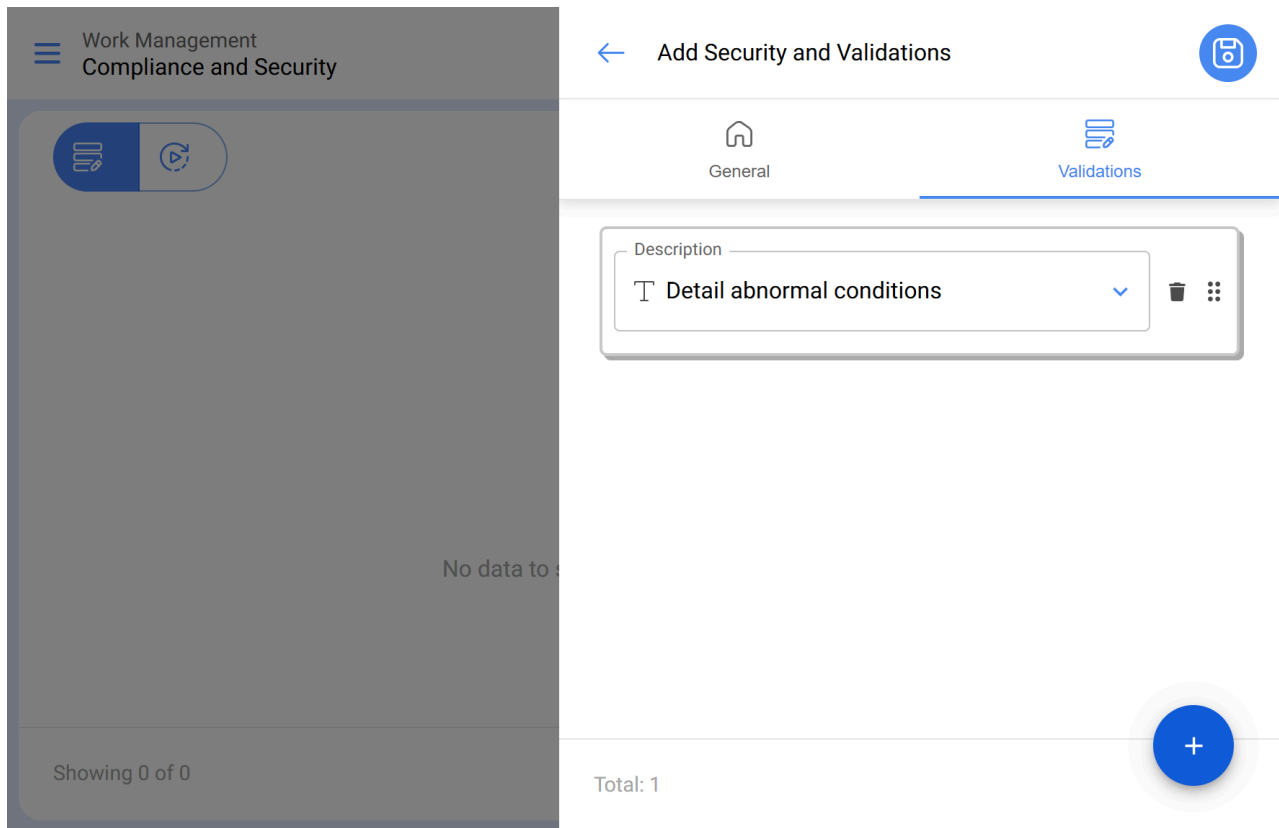 Work Management
Compliance and Security
No data to
Showing 0 of 0
Add Security and Validations
General
Validations
Description
Detail abnormal conditions
Total: 1